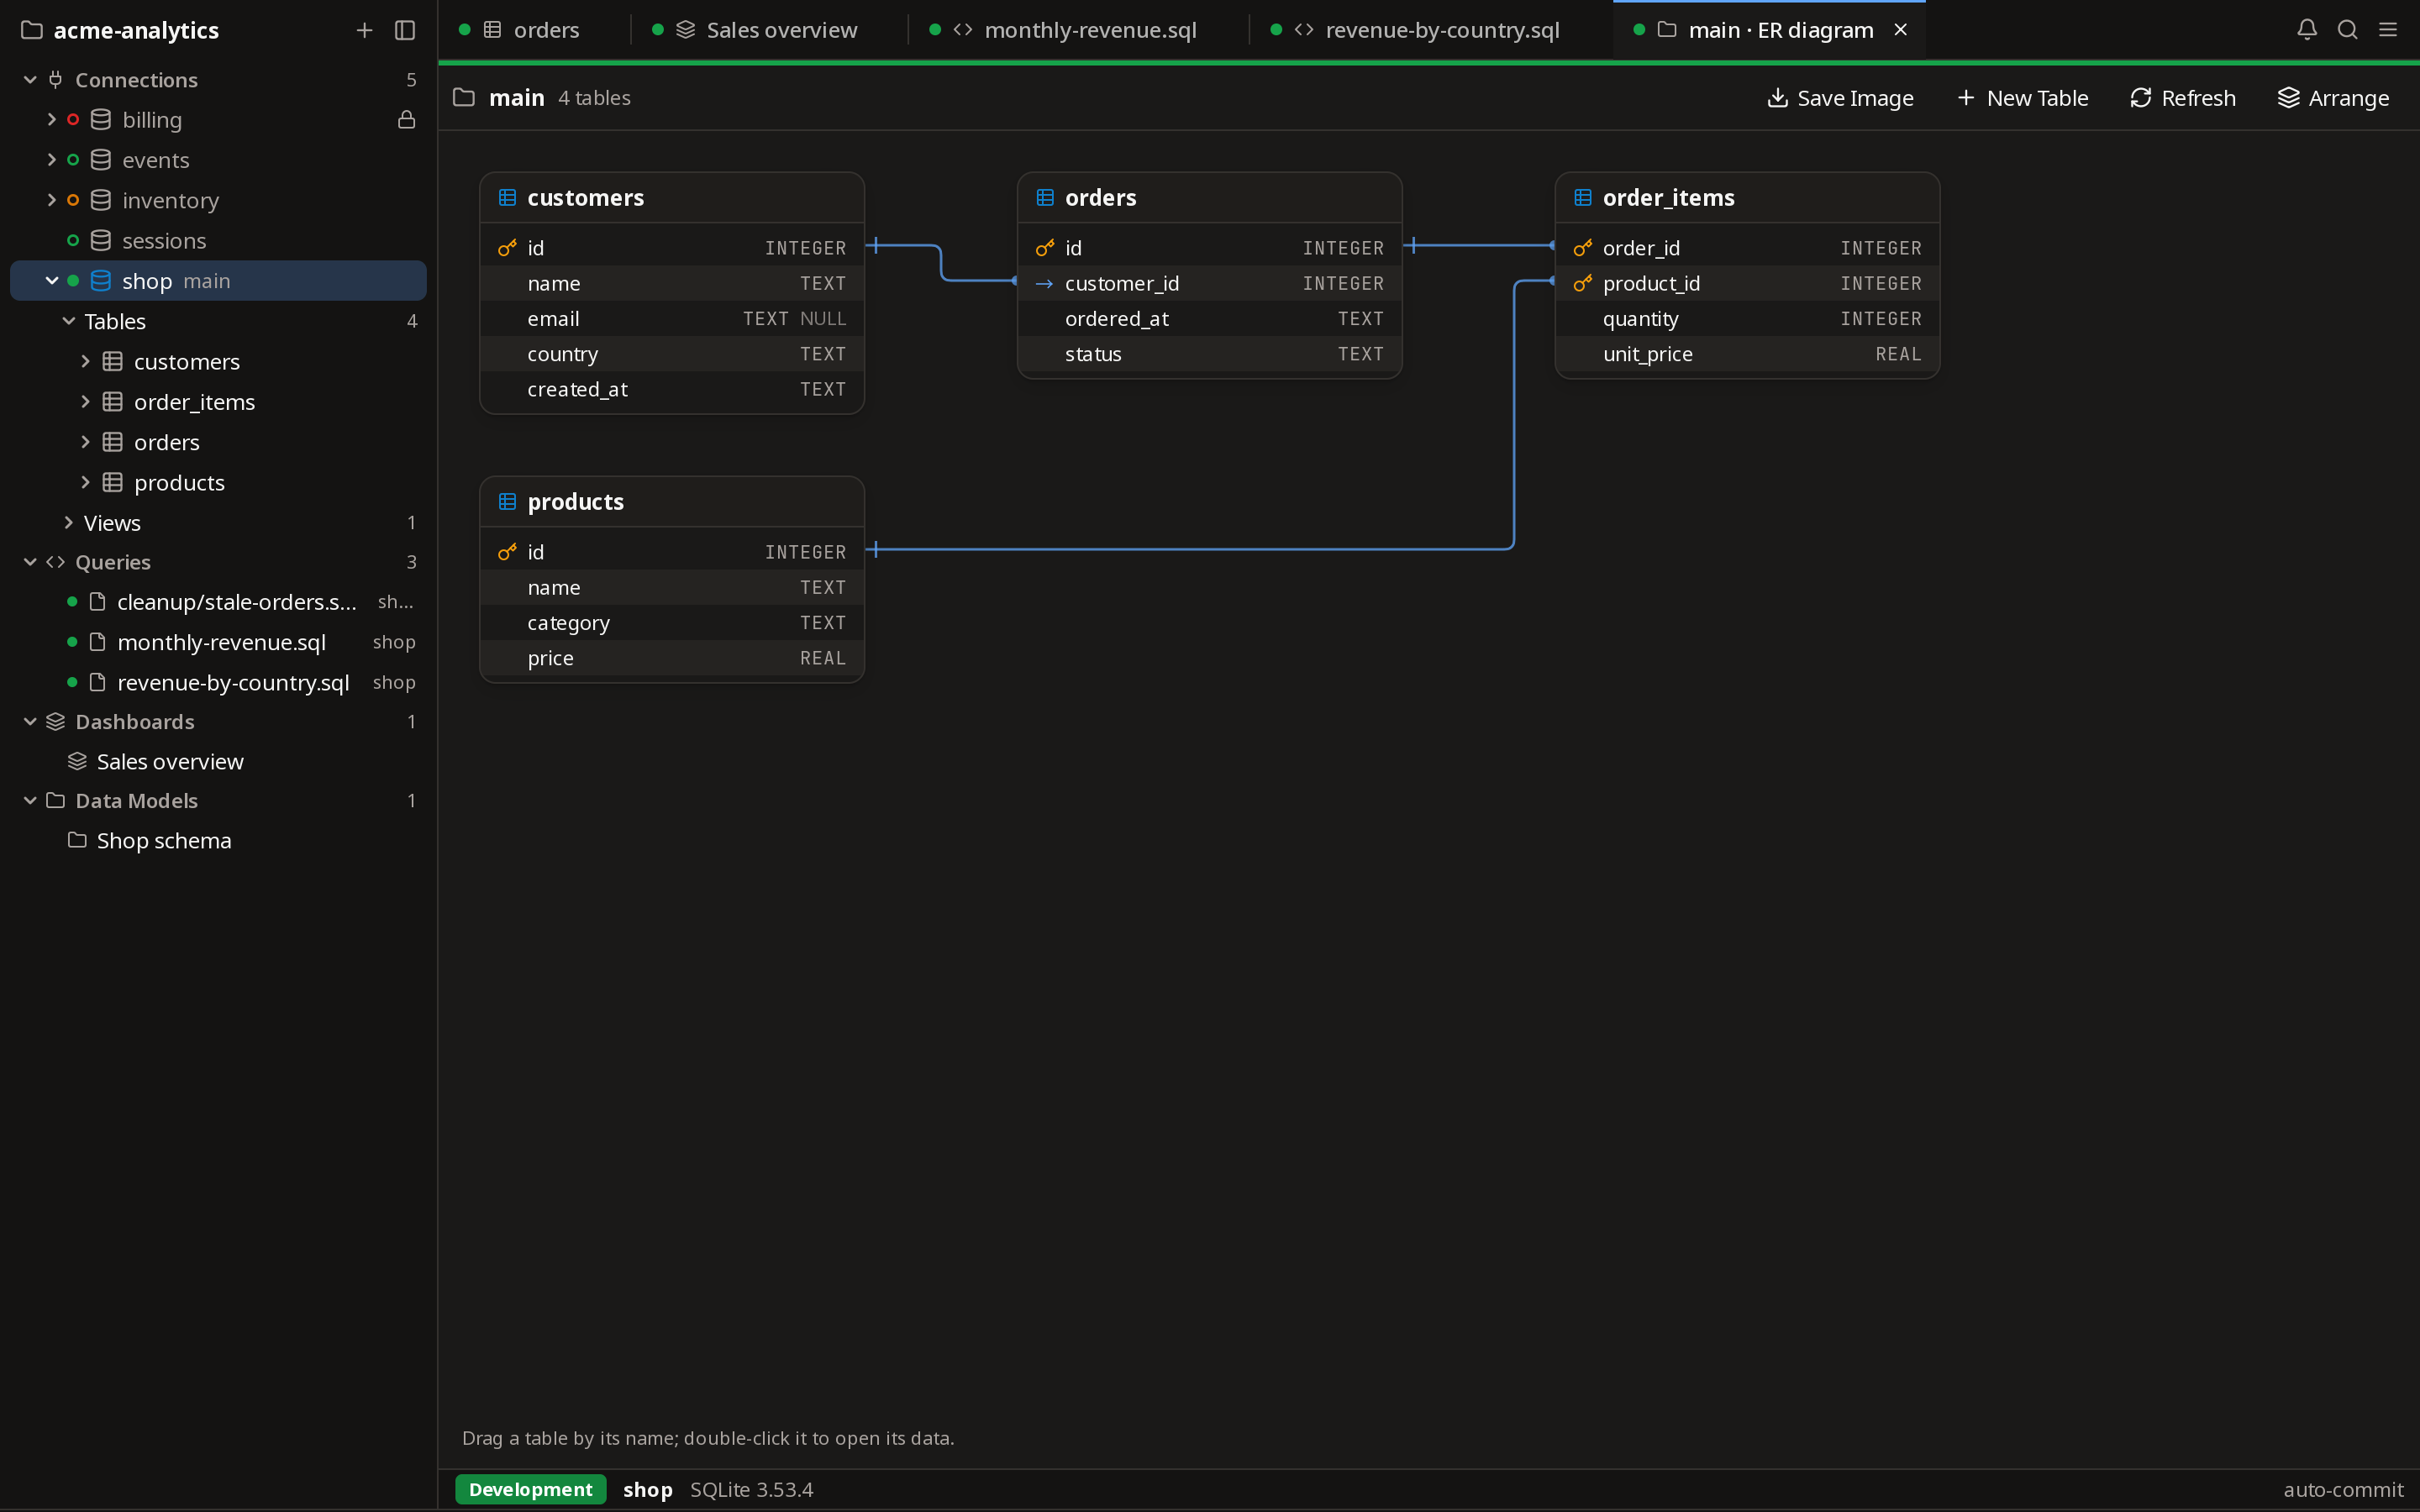 acme-analytics
Connections 5
billing
events
inventory
sessions
shop main
Tables 4
customers
order_items
orders
products
Views 1
Queries 3
cleanup/stale-orders.s... sh...
monthly-revenue.sql shop
revenue-by-country.sql shop
Dashboards 1
Sales overview
Data Models 1
Shop schema
orders Sales overview monthly-revenue.sql revenue-by-country.sql main · ER diagram
main 4 tables Save Image New Table Refresh Arrange
customers
id INTEGER
name TEXT
email TEXT NULL
country TEXT
created_at TEXT
orders
id INTEGER
customer_id INTEGER
ordered_at TEXT
status TEXT
order_items
order_id INTEGER
product_id INTEGER
quantity INTEGER
unit_price REAL
products
id INTEGER
name TEXT
category TEXT
price REAL
Drag a table by its name; double-click it to open its data.
Development shop SQLite 3.53.4 auto-commit